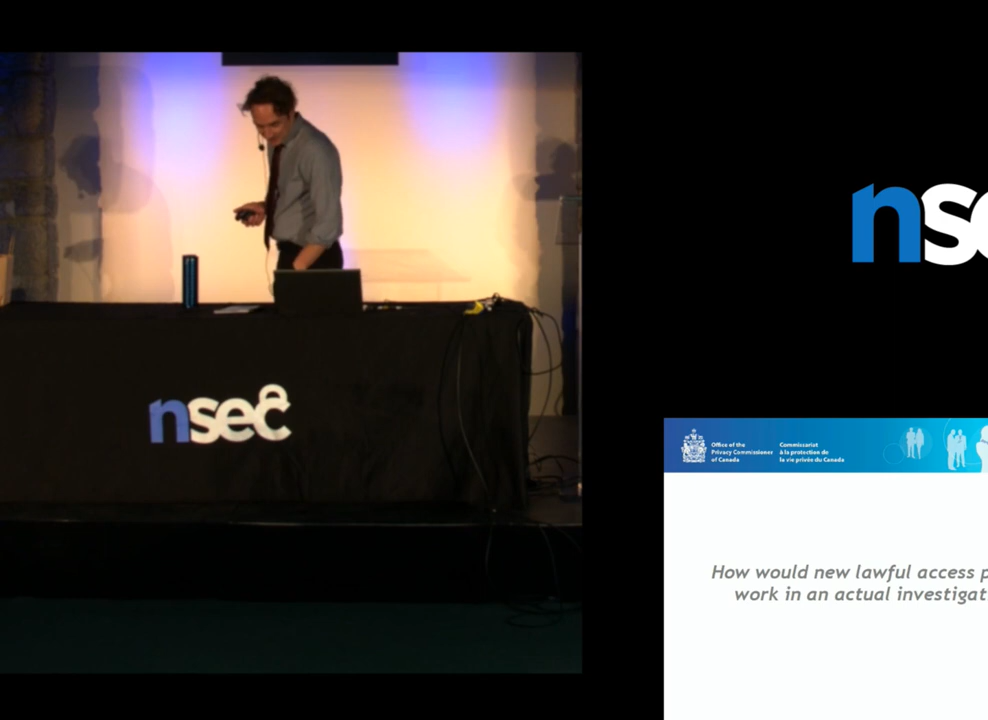 nsec
nse
Office of the
Privacy Commissioner
of Canada
Commissariat
à la protection de
la vie privée du Canada
How would new lawful access p
work in an actual investigat